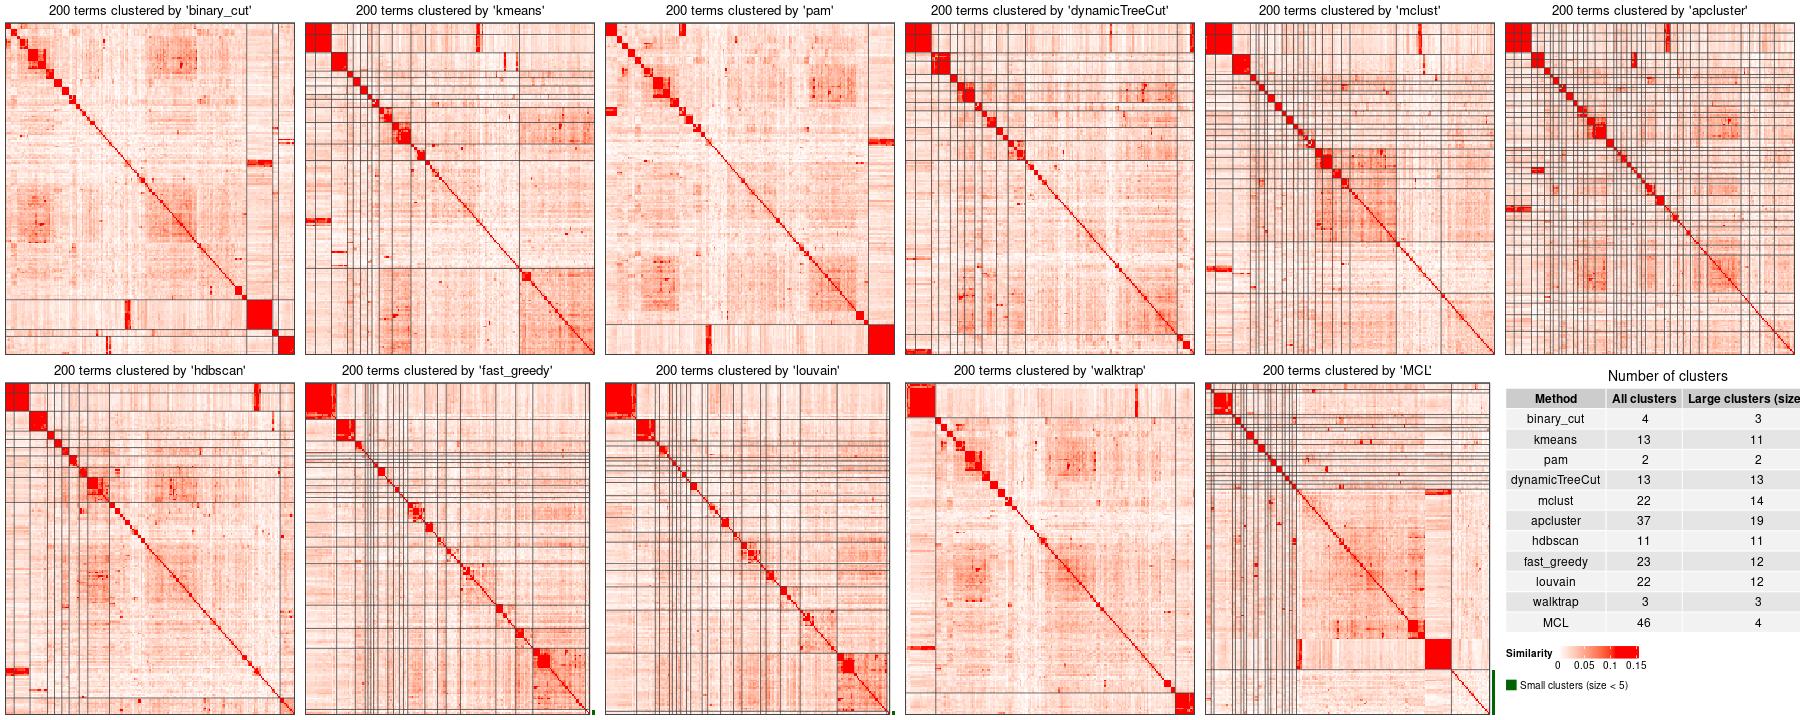 200 terms clustered by 'binary_cut'
200 terms clustered by 'kmeans'
200 terms clustered by 'pam'
200 terms clustered by 'dynamicTreeCut'
200 terms clustered by 'mclust'
200 terms clustered by 'apcluster'
200 terms clustered by 'hdbscan'
200 terms clustered by 'fast_greedy'
200 terms clustered by 'louvain'
200 terms clustered by 'walktrap'
200 terms clustered by 'MCL'
Number of clusters
Method All clusters Large clusters (size
binary_cut 4 3
kmeans 13 11
pam 2 2
dynamicTreeCut 13 13
mclust 22 14
apcluster 37 19
hdbscan 11 11
fast_greedy 23 12
louvain 22 12
walktrap 3 3
MCL 46 4
Similarity
0 0.05 0.1 0.15
Small clusters (size < 5)